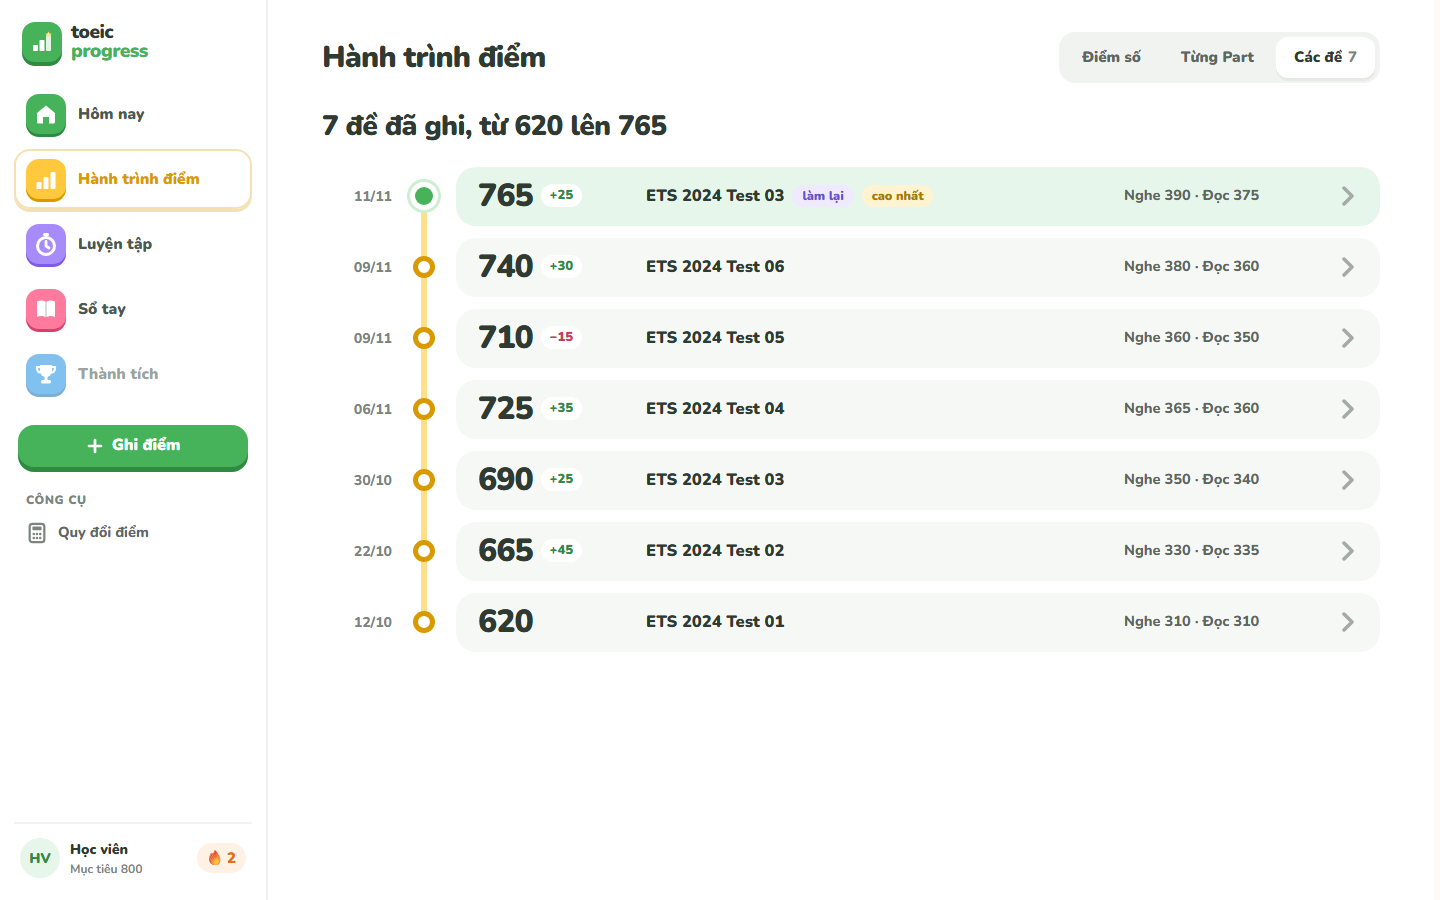 toeic
progress
Hôm nay
Hành trình điểm
Luyện tập
Sổ tay
Thành tích
Ghi điểm
CÔNG CỤ
Quy đổi điểm
HV
Học viên
Mục tiêu 800
2
Hành trình điểm
Điểm số
Từng Part
Các đề 7
7 đề đã ghi, từ 620 lên 765
11/11 765 +25 ETS 2024 Test 03 làm lại cao nhất Nghe 390 · Đọc 375
09/11 740 +30 ETS 2024 Test 06 Nghe 380 · Đọc 360
09/11 710 −15 ETS 2024 Test 05 Nghe 360 · Đọc 350
06/11 725 +35 ETS 2024 Test 04 Nghe 365 · Đọc 360
30/10 690 +25 ETS 2024 Test 03 Nghe 350 · Đọc 340
22/10 665 +45 ETS 2024 Test 02 Nghe 330 · Đọc 335
12/10 620 ETS 2024 Test 01 Nghe 310 · Đọc 310